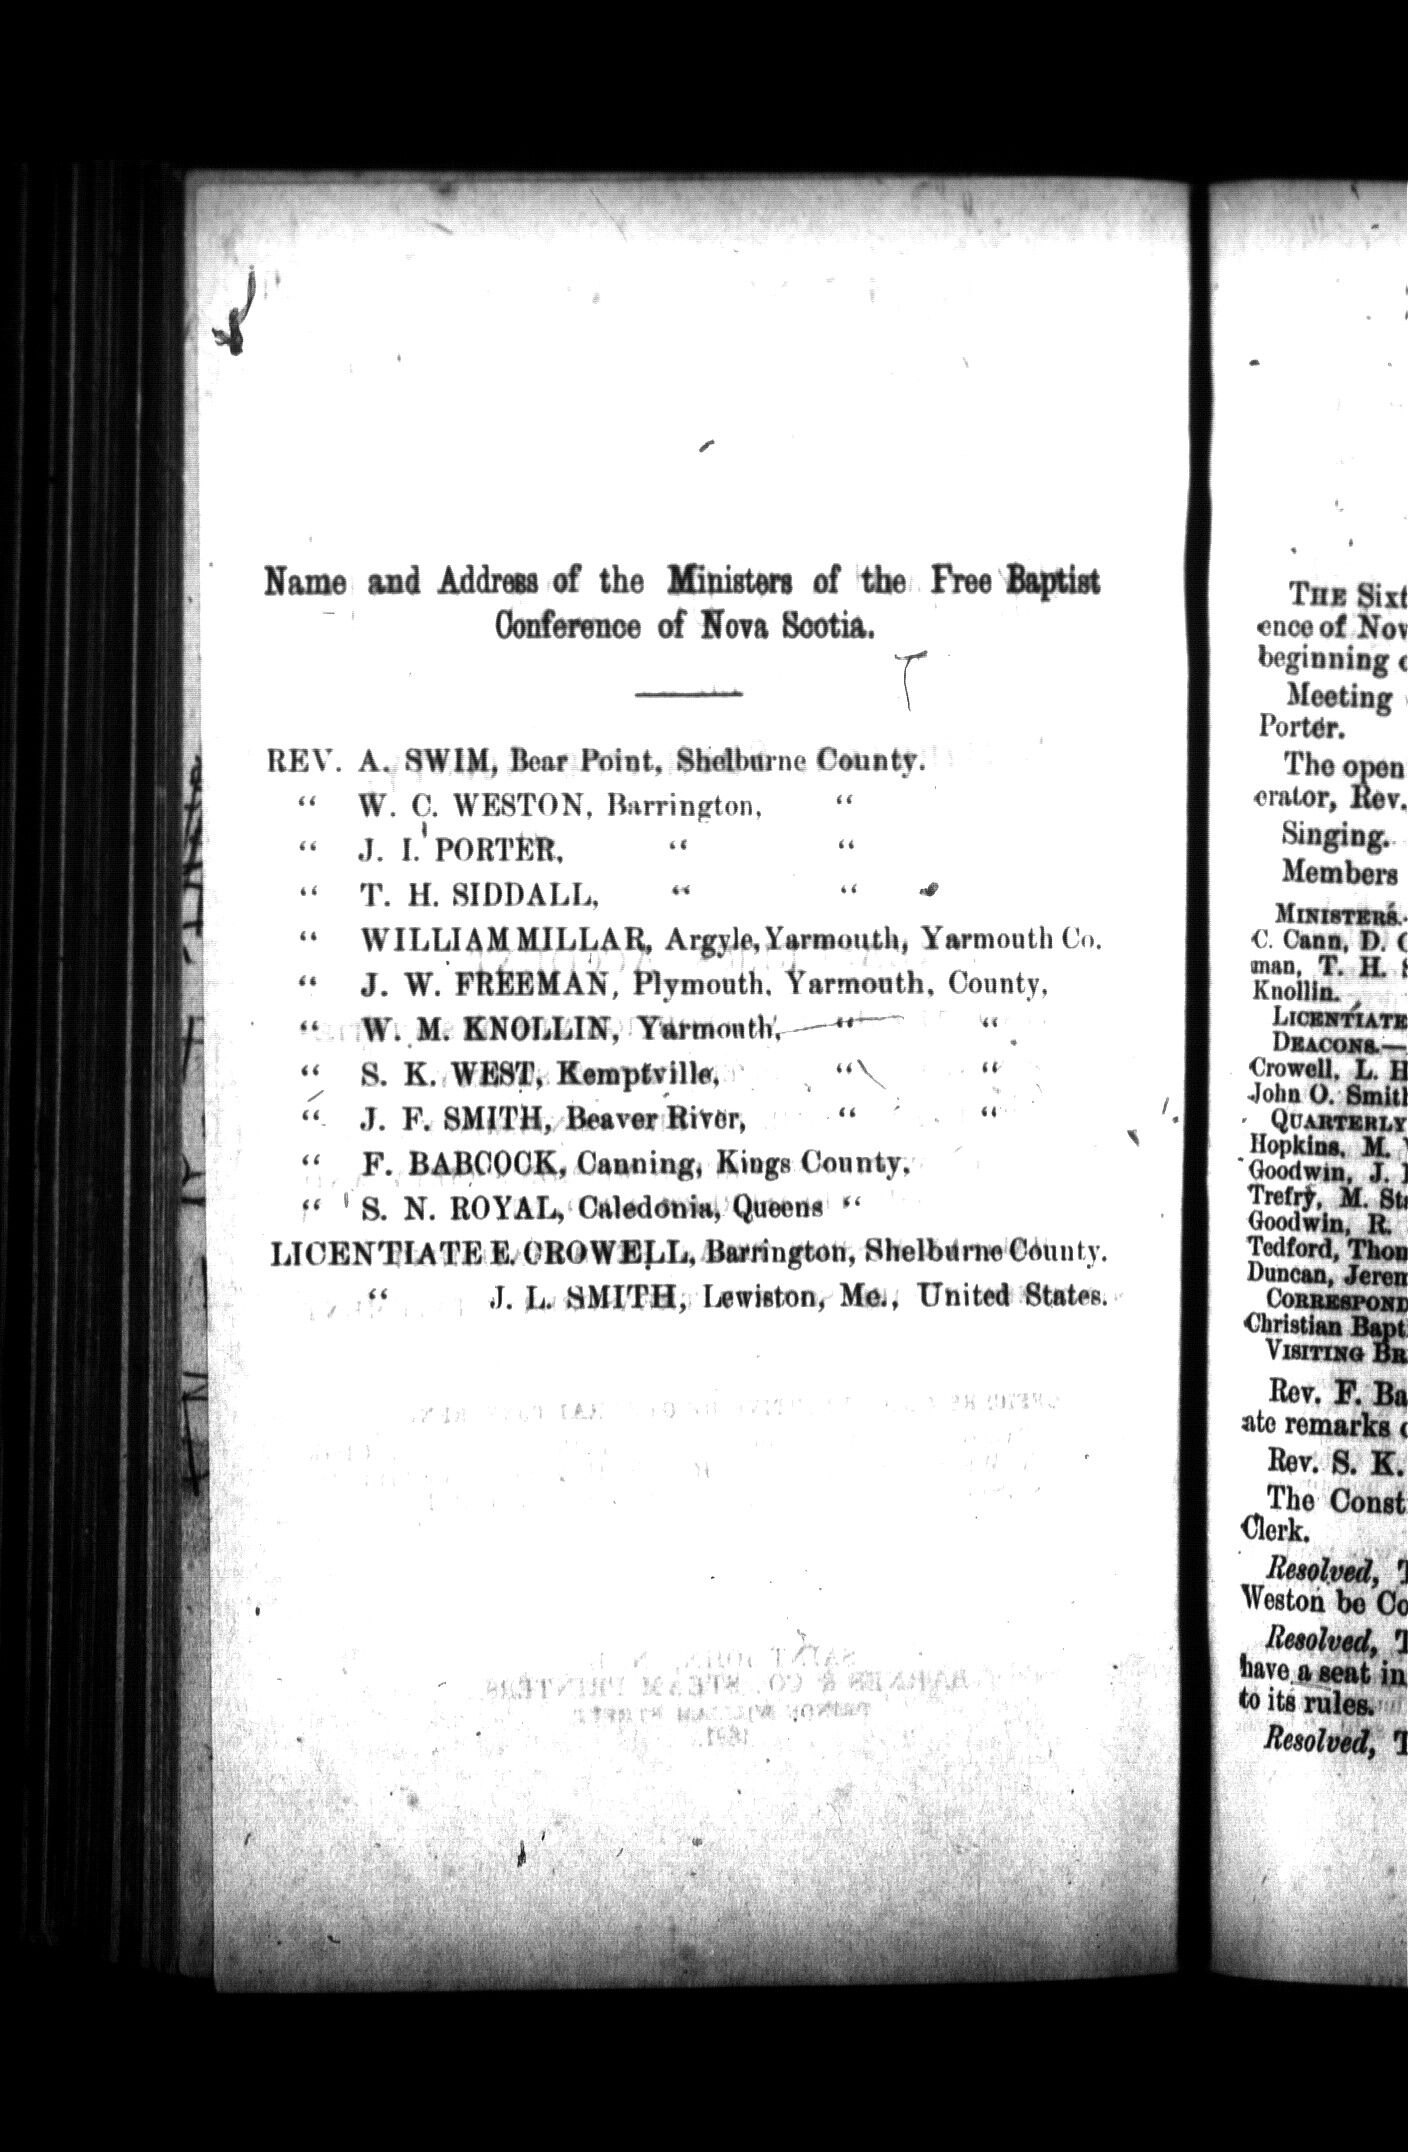 Name and Address of the Ministers of the Free Baptist
Conference of Nova Scotia.
REV. A. SWIM, Bear Point, Shelburne County.
“ W. C. WESTON, Barrington, “
“ J. I. PORTER, “ “
“ T. H. SIDDALL, “ “
“ WILLIAM MILLAR, Argyle, Yarmouth, Yarmouth Co.
“ J. W. FREEMAN, Plymouth, Yarmouth, County,
“ W. M. KNOLLIN, Yarmouth, “ “
“ S. K. WEST, Kemptville, “ “
“ J. F. SMITH, Beaver River, “ “
“ F. BABCOCK, Canning, Kings County,
“ S. N. ROYAL, Caledonia, Queens “
LICENTIATE E. CROWELL, Barrington, Shelburne County.
“ J. L. SMITH, Lewiston, Me., United States.
THE Sixt
ence of Nov
beginning
Meeting
Porter.
The open
erator, Rev.
Singing.
Members
MINISTERS.
C. Cann, D.
man, T. H.
Knollin.
LICENTIATE
DEACONS.—
Crowell, L. H
John O. Smith
QUARTERLY
Hopkins, M.
Goodwin, J.
Trefry, M. Sta
Goodwin, R.
Tedford, Thom
Duncan, Jerem
CORRESPOND
Christian Bapt
VISITING BR
Rev. F. Ba
ate remarks
Rev. S. K.
The Const
Clerk.
Resolved, T
Weston be Co
Resolved, T
have a seat in
to its rules.
Resolved, T